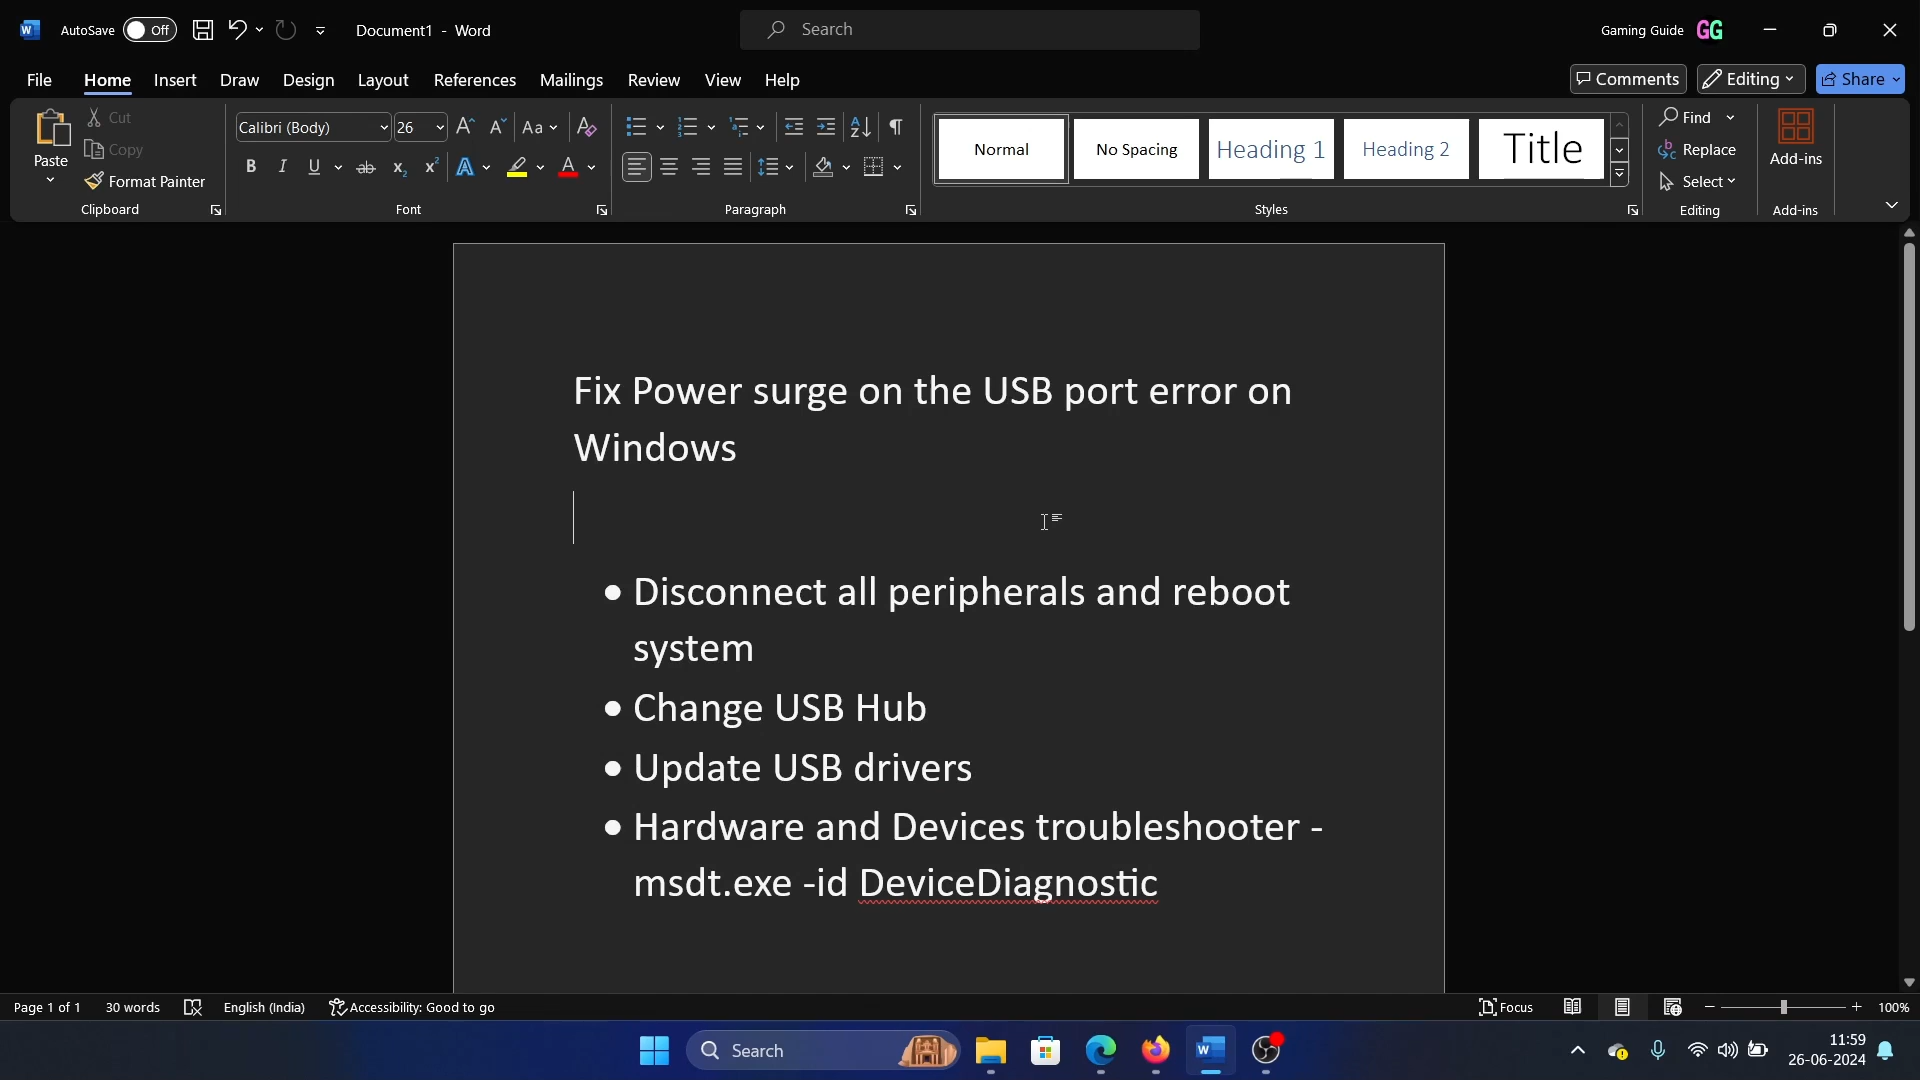 AutoSave Off Document1 - Word Search Gaming Guide GG
File Home Insert Draw Design Layout References Mailings Review View Help Comments Editing Share
Paste Cut Copy Format Painter Clipboard
Calibri (Body) 26 Aa Font
Paragraph
Normal No Spacing Heading 1 Heading 2 Title Styles
Find Replace Select Editing
Add-ins Add-ins
Fix Power surge on the USB port error on
Windows
• Disconnect all peripherals and reboot
system
• Change USB Hub
• Update USB drivers
• Hardware and Devices troubleshooter -
msdt.exe -id DeviceDiagnostic
Page 1 of 1 30 words English (India) Accessibility: Good to go Focus 100%
Search 11:59
26-06-2024